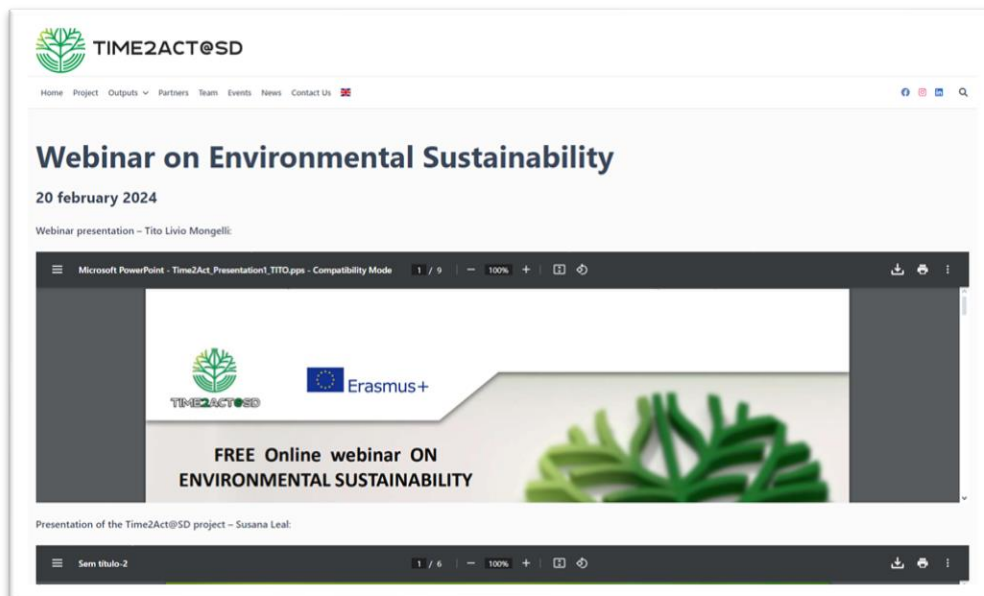 TIME2ACT@SD
Home Project Outputs Partners Team Events News Contact Us
Webinar on Environmental Sustainability
20 february 2024
Webinar presentation – Tito Livio Mongelli:
Microsoft PowerPoint - Time2Act_Presentation1_TITO.pps - Compatibility Mode 1 / 9 100%
TIME2ACT@SD
Erasmus+
FREE Online webinar ON
ENVIRONMENTAL SUSTAINABILITY
Presentation of the Time2Act@SD project – Susana Leal:
Sem título-2 1 / 6 100%